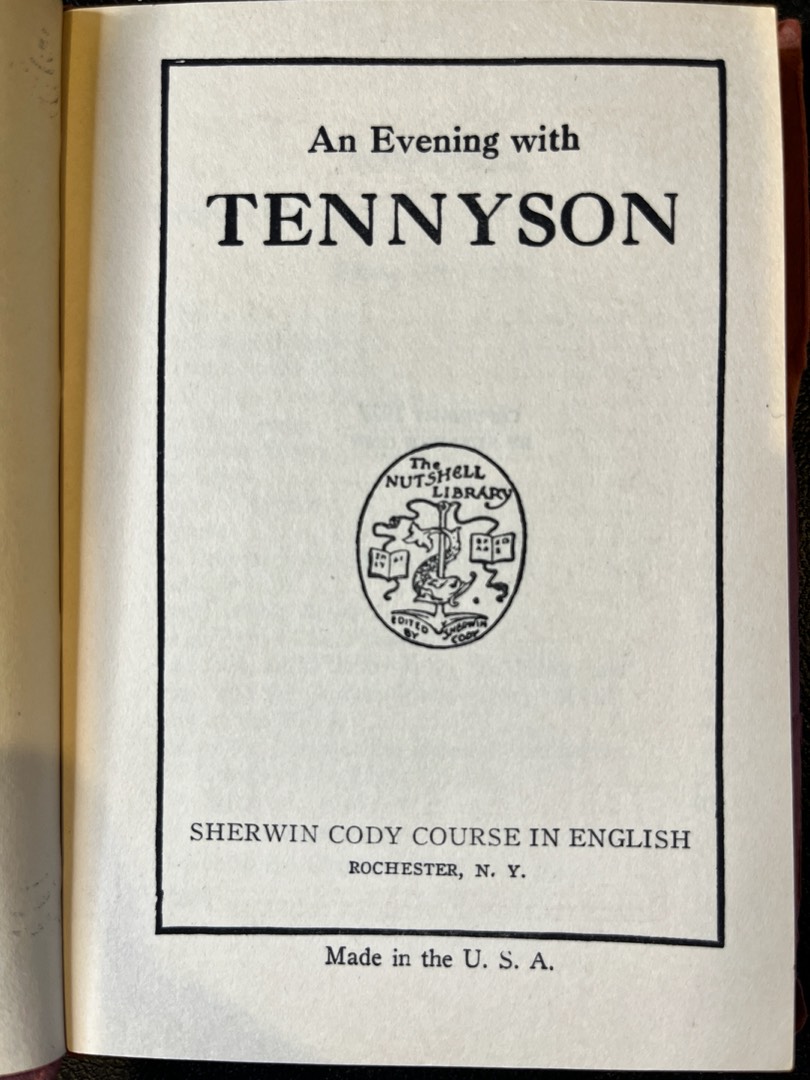 An Evening with
TENNYSON
The
NUTSHELL
LIBRARY
EDITED
BY
SHERWIN
CODY
SHERWIN CODY COURSE IN ENGLISH
ROCHESTER, N. Y.
Made in the U. S. A.